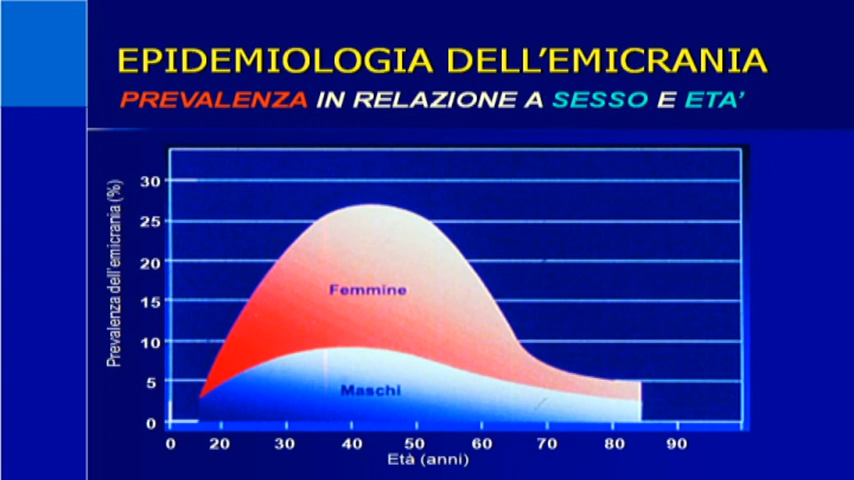 EPIDEMIOLOGIA DELL'EMICRANIA
PREVALENZA IN RELAZIONE A SESSO E ETA'
Prevalenza dell'emicrania (%)
30
25
20
15
10
5
0
Femmine
Maschi
0 20 30 40 50 60 70 80 90
Età (anni)